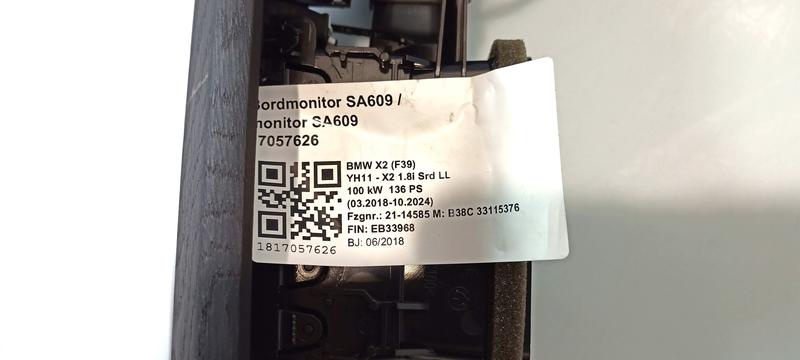 Bordmonitor SA609 /
monitor SA609
7057626
BMW X2 (F39)
YH11 - X2 1.8i Srd LL
100 kW 136 PS
(03.2018-10.2024)
Fzgnr.: 21-14585 M: B38C 33115376
FIN: EB33968
BJ: 06/2018
1817057626